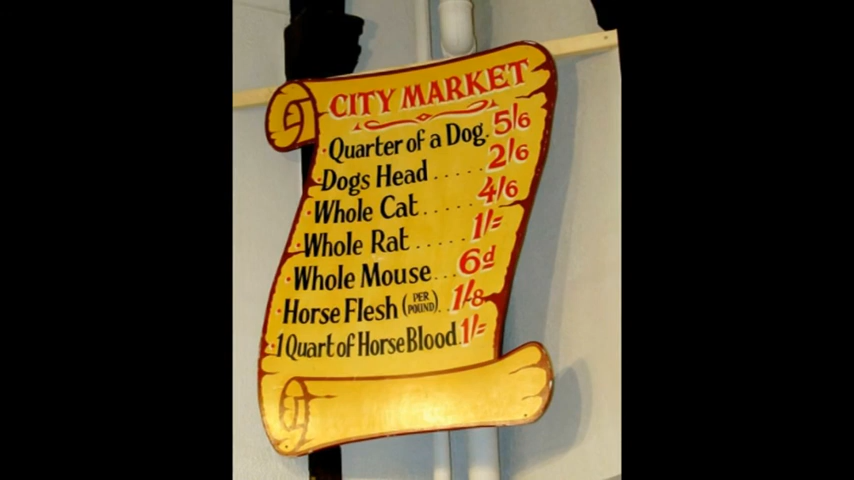 CITY MARKET
· Quarter of a Dog. 5/6
· Dogs Head ..... 2/6
· Whole Cat ..... 4/6
· Whole Rat ..... 1/=
· Whole Mouse... 6d
· Horse Flesh (PER POUND). . 1/8
· 1 Quart of Horse Blood. 1/=